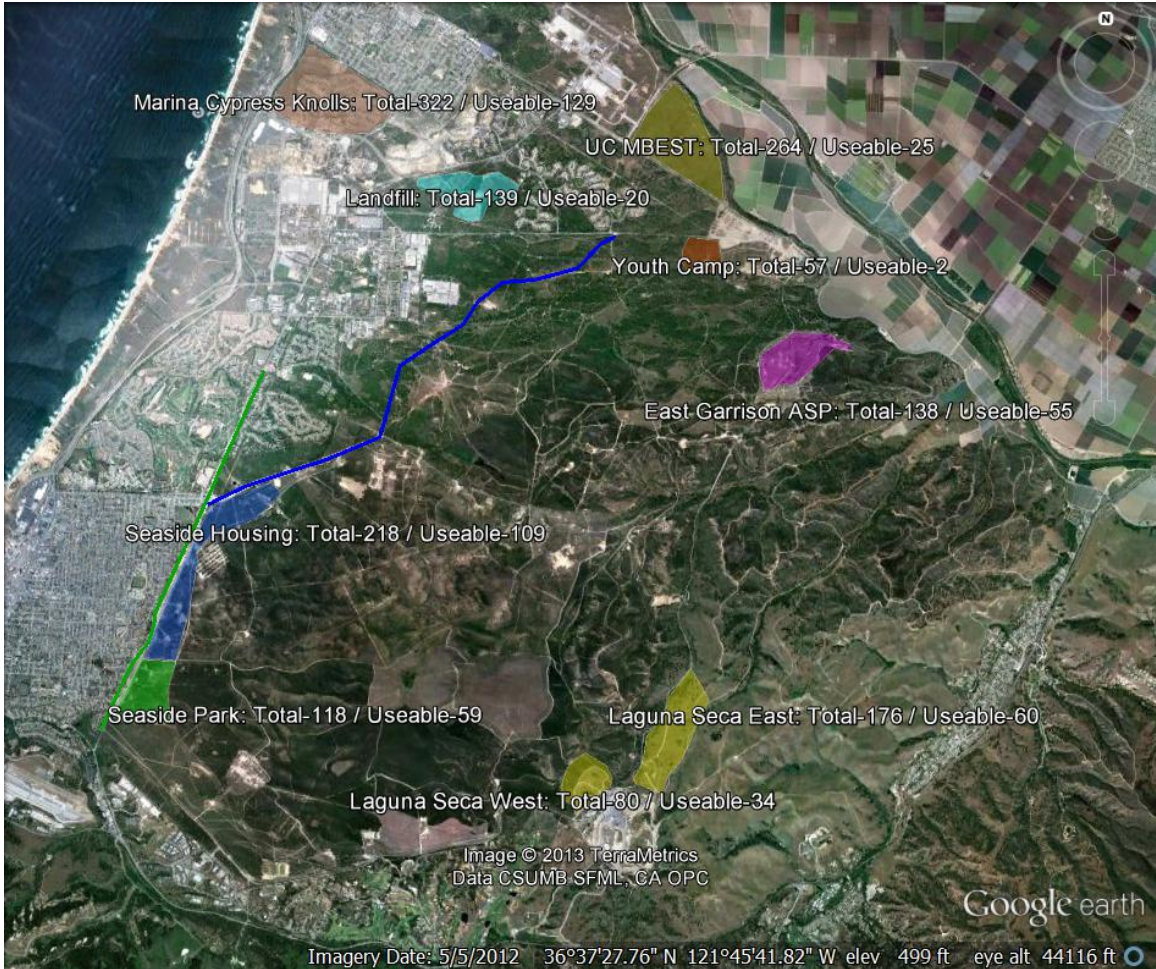 N
Marina Cypress Knolls: Total-322 / Useable-129
UC MBEST: Total-264 / Useable-25
Landfill: Total-139 / Useable-20
Youth Camp: Total-57 / Useable-2
East Garrison ASP: Total-138 / Useable-55
Seaside Housing: Total-218 / Useable-109
Seaside Park: Total-118 / Useable-59
Laguna Seca East: Total-176 / Useable-60
Laguna Seca West: Total-80 / Useable-34
Image © 2013 TerraMetrics
Data CSUMB SFML, CA OPC
Google earth
Imagery Date: 5/5/2012 36°37'27.76" N 121°45'41.82" W elev 499 ft eye alt 44116 ft